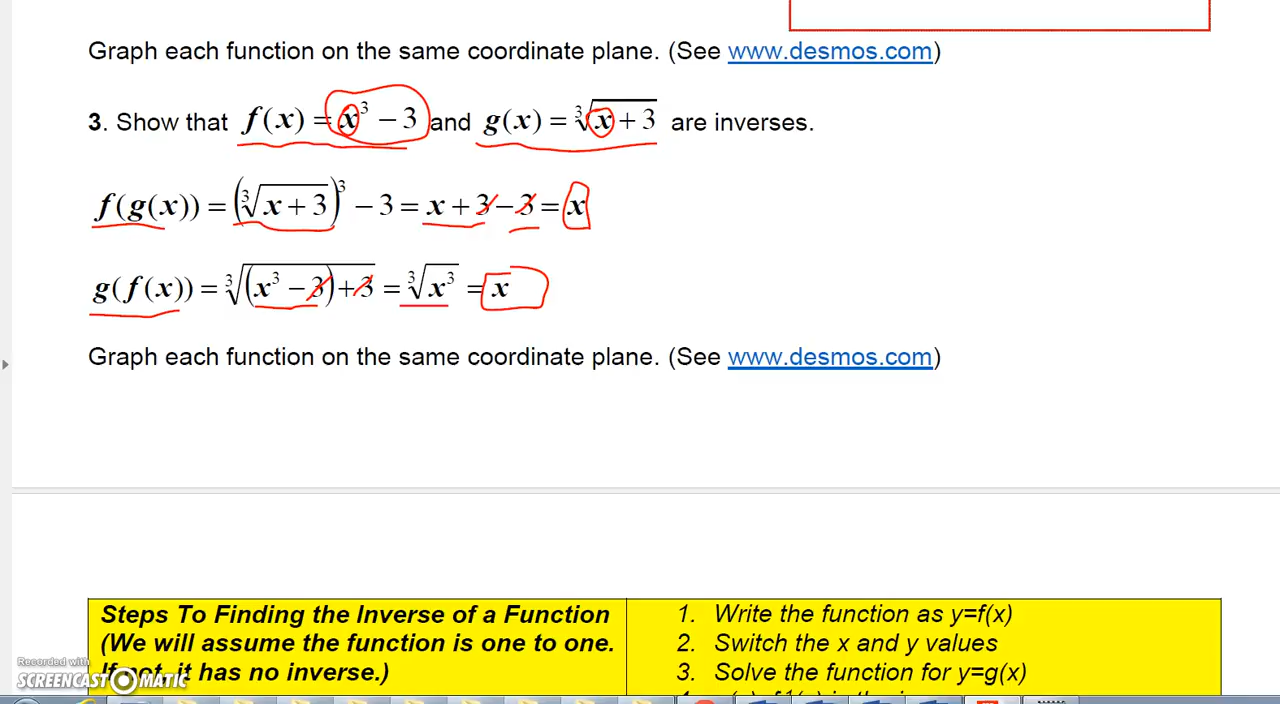 Graph each function on the same coordinate plane. (See www.desmos.com)
3. Show that f(x) = x³ − 3 and g(x) = ∛(x + 3) are inverses.
f(g(x)) = (∛(x + 3))³ − 3 = x + 3 − 3 = x
g(f(x)) = ∛((x³ − 3) + 3) = ∛(x³) = x
Graph each function on the same coordinate plane. (See www.desmos.com)
Steps To Finding the Inverse of a Function
(We will assume the function is one to one.
If not, it has no inverse.)
1. Write the function as y=f(x)
2. Switch the x and y values
3. Solve the function for y=g(x)
Recorded with
SCREENCAST MATIC